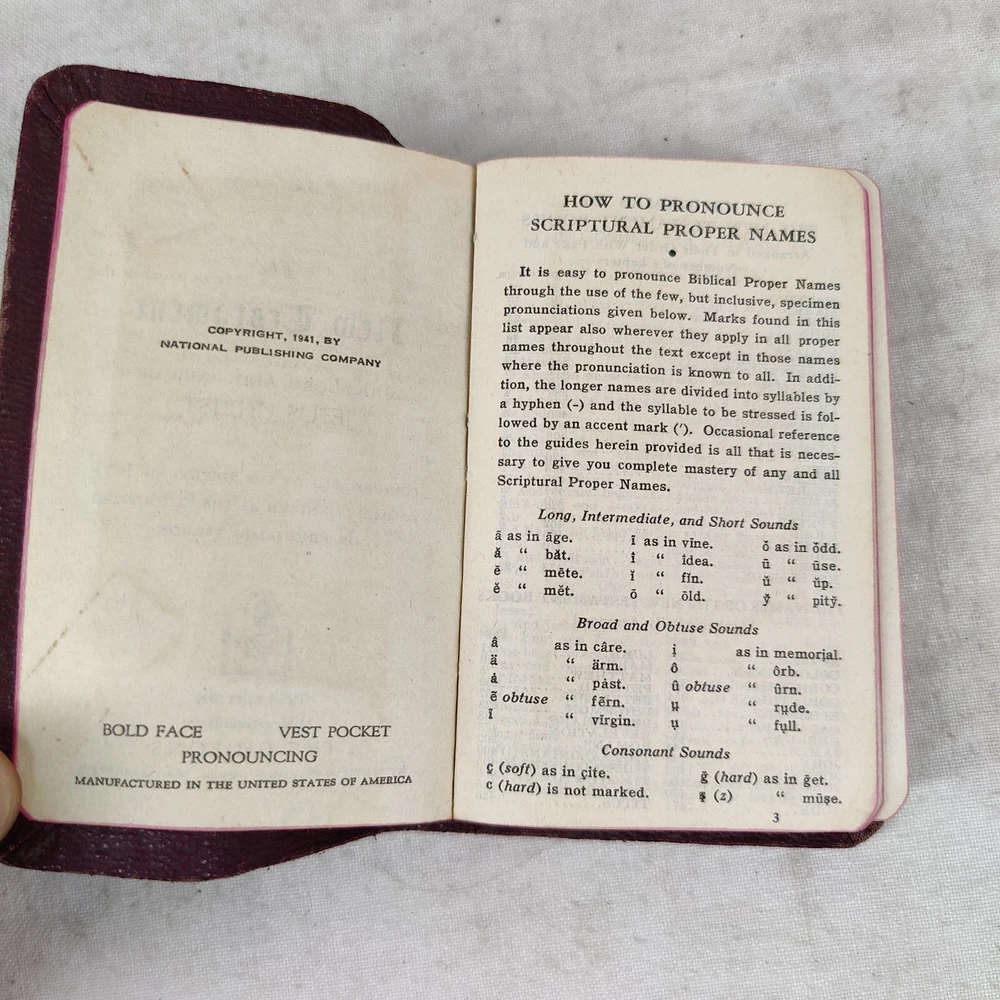 COPYRIGHT, 1941, BY
NATIONAL PUBLISHING COMPANY
BOLD FACE VEST POCKET
PRONOUNCING
MANUFACTURED IN THE UNITED STATES OF AMERICA
HOW TO PRONOUNCE
SCRIPTURAL PROPER NAMES
It is easy to pronounce Biblical Proper Names
through the use of the few, but inclusive, specimen
pronunciations given below. Marks found in this
list appear also wherever they apply in all proper
names throughout the text except in those names
where the pronunciation is known to all. In addi-
tion, the longer names are divided into syllables by
a hyphen (-) and the syllable to be stressed is fol-
lowed by an accent mark ('). Occasional reference
to the guides herein provided is all that is neces-
sary to give you complete mastery of any and all
Scriptural Proper Names.
Long, Intermediate, and Short Sounds
ā as in āge. ī as in vīne. ŏ as in ŏdd.
ă “ băt. î “ îdea. ū “ ūse.
ē “ mēte. ĭ “ fĭn. ŭ “ ŭp.
ĕ “ mĕt. ō “ ōld. y̆ “ pity̆.
Broad and Obtuse Sounds
â as in câre. i̩ as in memori̩al.
ä “ ärm. ô “ ôrb.
ȧ “ pȧst. û obtuse “ ûrn.
ẽ obtuse “ fẽrn. ṳ “ rṳde.
ĩ “ vĩrgin. ụ “ fụll.
Consonant Sounds
ç (soft) as in çite. ḡ (hard) as in ḡet.
c (hard) is not marked. ş (z) “ mūşe.
3